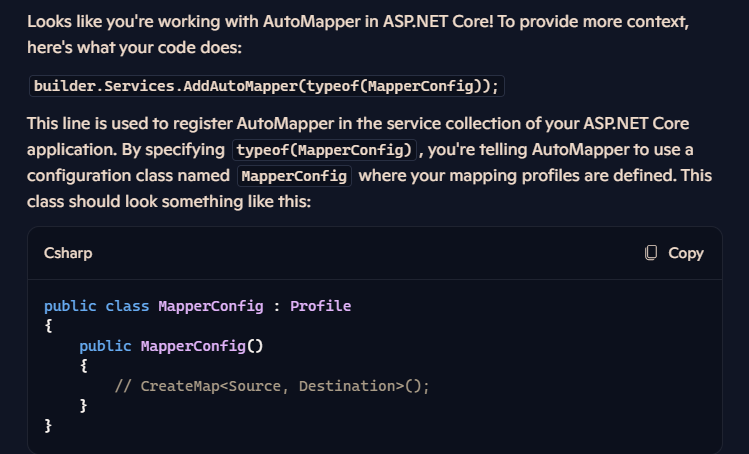 Looks like you're working with AutoMapper in ASP.NET Core! To provide more context,
here's what your code does:
builder.Services.AddAutoMapper(typeof(MapperConfig));
This line is used to register AutoMapper in the service collection of your ASP.NET Core
application. By specifying typeof(MapperConfig), you're telling AutoMapper to use a
configuration class named MapperConfig where your mapping profiles are defined. This
class should look something like this:
Csharp
Copy
public class MapperConfig : Profile
{
    public MapperConfig()
    {
        // CreateMap<Source, Destination>();
    }
}